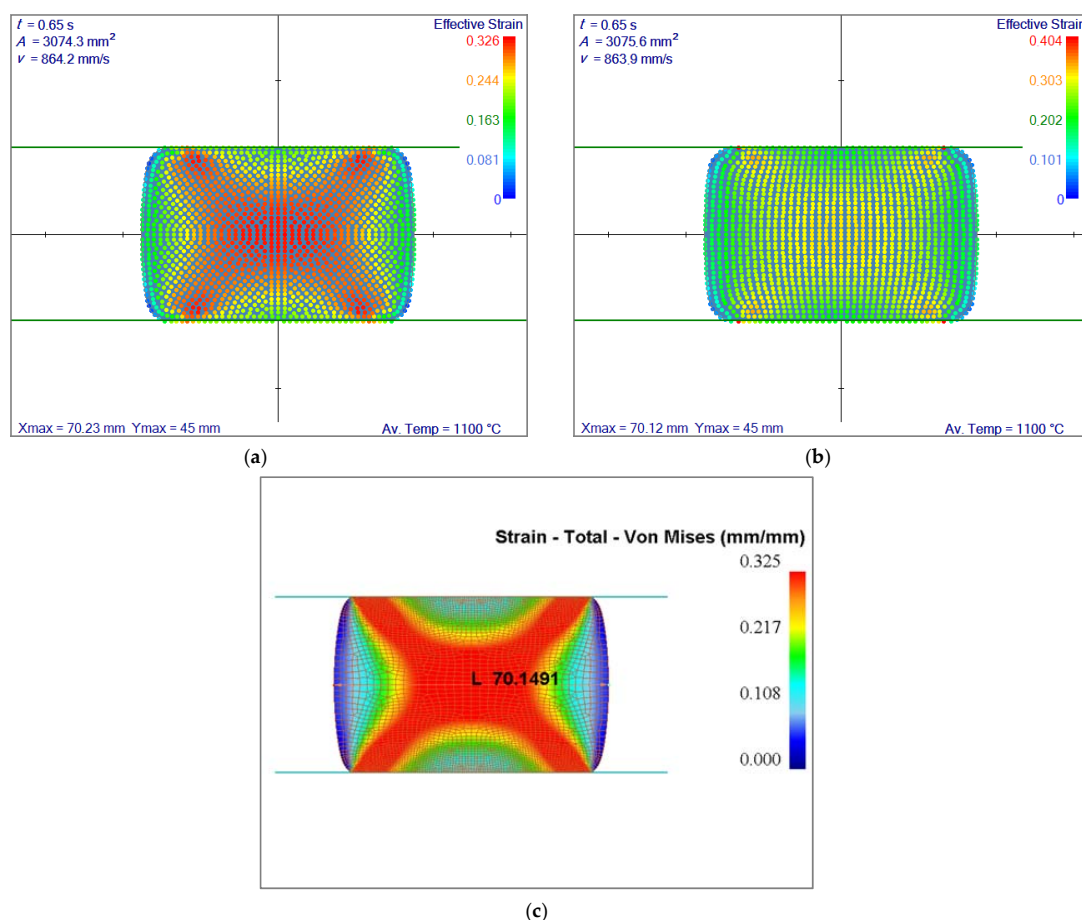 t = 0.65 s
A = 3074.3 mm²
v = 864.2 mm/s
Effective Strain
0.326
0.244
0.163
0.081
0
Xmax = 70.23 mm Ymax = 45 mm
Av. Temp = 1100 °C
(a)
t = 0.65 s
A = 3075.6 mm²
v = 863.9 mm/s
Effective Strain
0.404
0.303
0.202
0.101
0
Xmax = 70.12 mm Ymax = 45 mm
Av. Temp = 1100 °C
(b)
Strain - Total - Von Mises (mm/mm)
0.325
0.217
0.108
0.000
L 70.1491
(c)